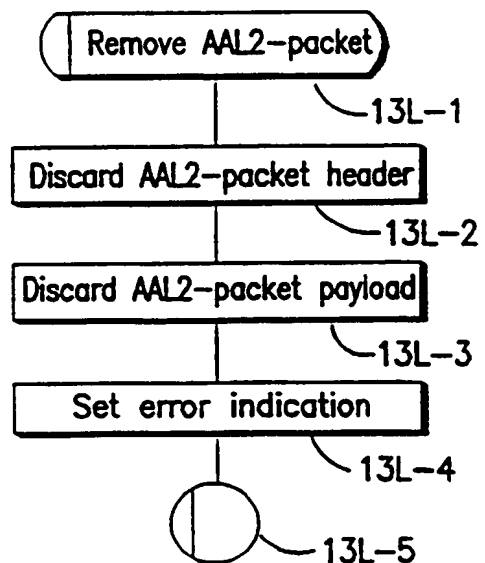 Remove AAL2-packet
13L-1
Discard AAL2-packet header
13L-2
Discard AAL2-packet payload
13L-3
Set error indication
13L-4
13L-5